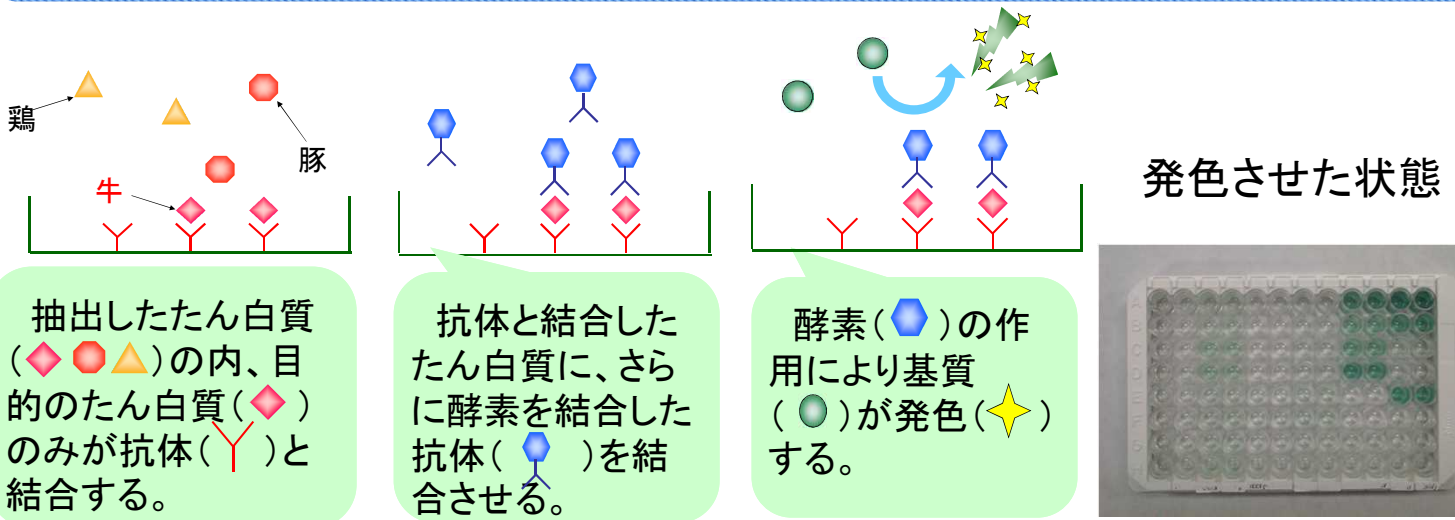 鶏
豚
牛
抽出したたん白質
( )の内、目
的のたん白質( )
のみが抗体( )と
結合する。
抗体と結合した
たん白質に、さら
に酵素を結合した
抗体( )を結
合させる。
酵素( )の作
用により基質
( )が発色( )
する。
発色させた状態
A
B
C
D
E
F